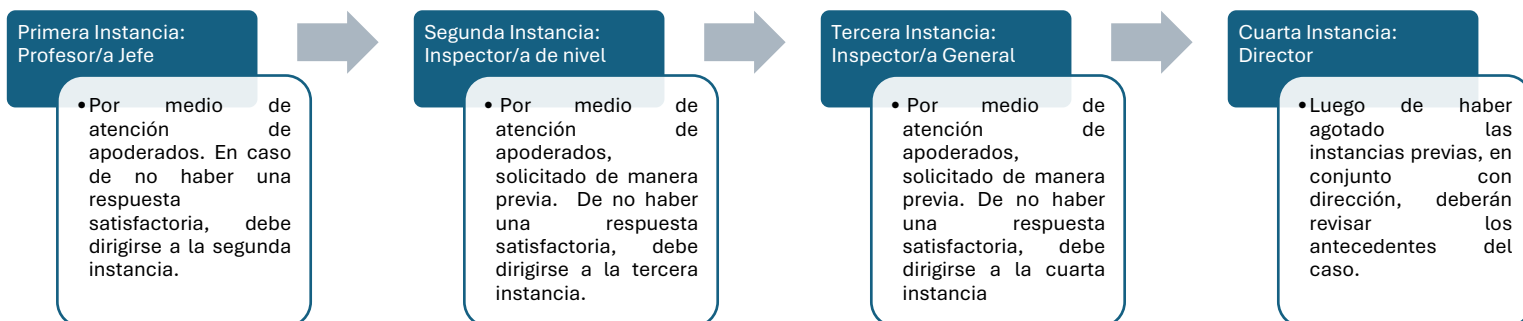 Primera Instancia:
Profesor/a Jefe
•Por medio de
atención de
apoderados. En caso
de no haber una
respuesta
satisfactoria, debe
dirigirse a la segunda
instancia.
Segunda Instancia:
Inspector/a de nivel
• Por medio de
atención de
apoderados,
solicitado de manera
previa. De no haber
una respuesta
satisfactoria, debe
dirigirse a la tercera
instancia.
Tercera Instancia:
Inspector/a General
• Por medio de
atención de
apoderados,
solicitado de manera
previa. De no haber
una respuesta
satisfactoria, debe
dirigirse a la cuarta
instancia
Cuarta Instancia:
Director
•Luego de haber
agotado las
instancias previas, en
conjunto con
dirección, deberán
revisar los
antecedentes del
caso.